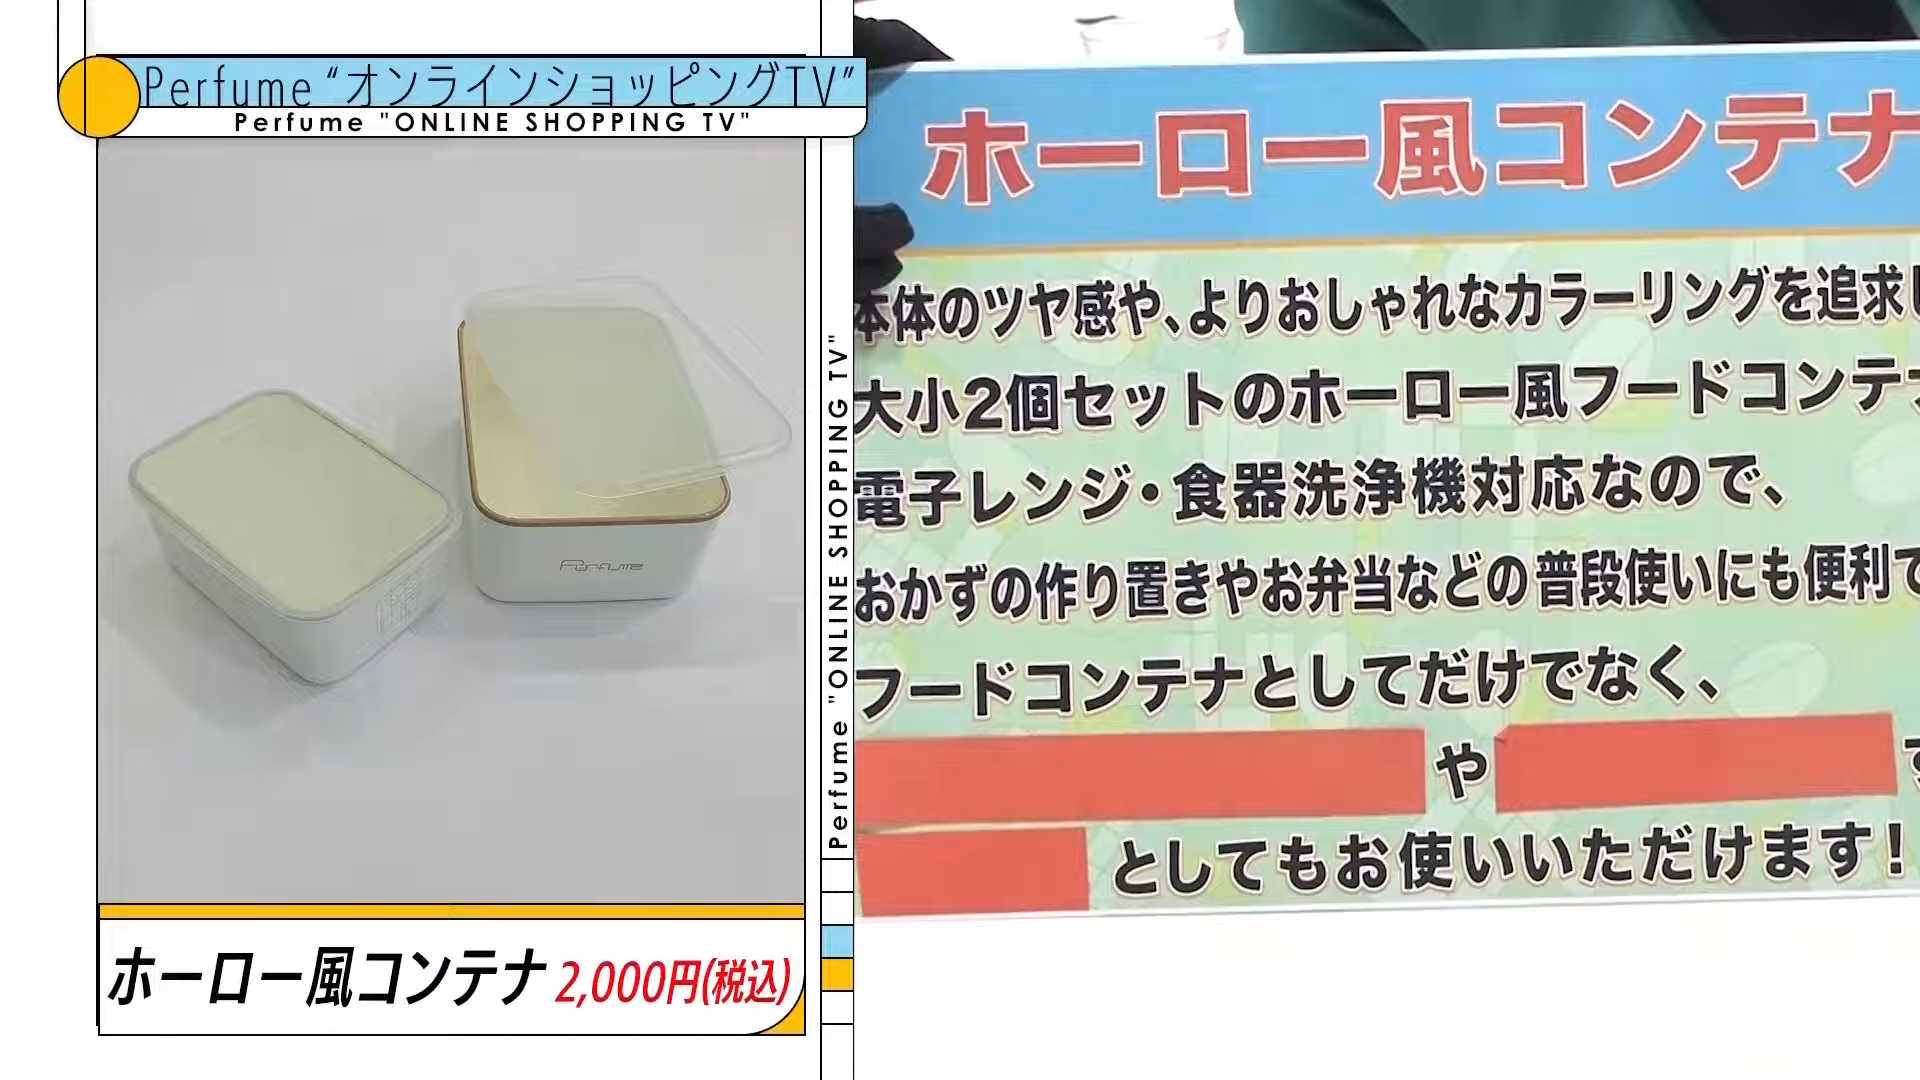 Perfume “オンラインショッピングTV”
Perfume "ONLINE SHOPPING TV"
Perfume
ホーロー風コンテナ 2,000円(税込)
Perfume "ONLINE SHOPPING TV"
ホーロー風コンテナ
本体のツヤ感や、よりおしゃれなカラーリングを追求し
大小2個セットのホーロー風フードコンテナ
電子レンジ・食器洗浄機対応なので、
おかずの作り置きやお弁当などの普段使いにも便利で
フードコンテナとしてだけでなく、
や
としてもお使いいただけます!